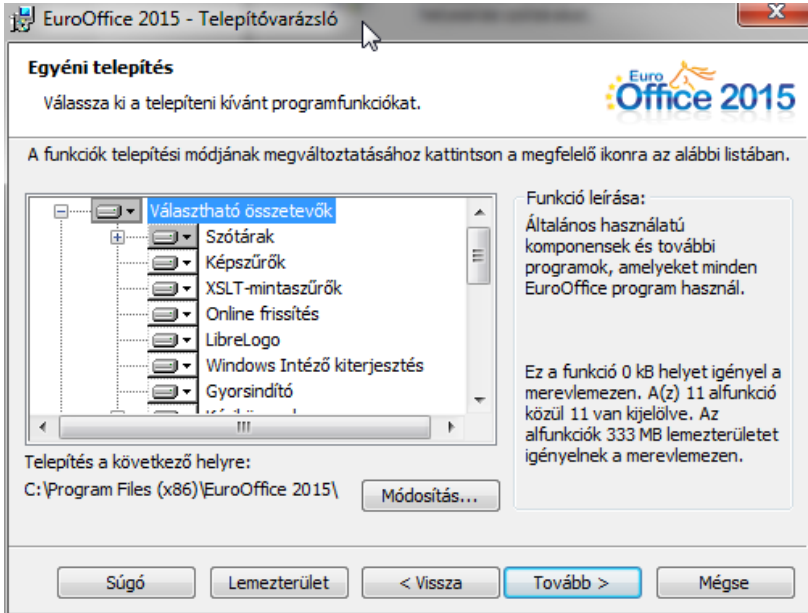 EuroOffice 2015 - Telepítővarázsló
Egyéni telepítés
Válassza ki a telepíteni kívánt programfunkciókat.
Euro
Office 2015
A funkciók telepítési módjának megváltoztatásához kattintson a megfelelő ikonra az alábbi listában.
Választható összetevők
Szótárak
Képszűrők
XSLT-mintaszűrők
Online frissítés
LibreLogo
Windows Intéző kiterjesztés
Gyorsindító
Funkció leírása:
Általános használatú
komponensek és további
programok, amelyeket minden
EuroOffice program használ.
Ez a funkció 0 kB helyet igényel a
merevlemezen. A(z) 11 alfunkció
közül 11 van kijelölve. Az
alfunkciók 333 MB lemezterületet
igényelnek a merevlemezen.
Telepítés a következő helyre:
C:\Program Files (x86)\EuroOffice 2015\
Módosítás...
Súgó
Lemezterület
< Vissza
Tovább >
Mégse